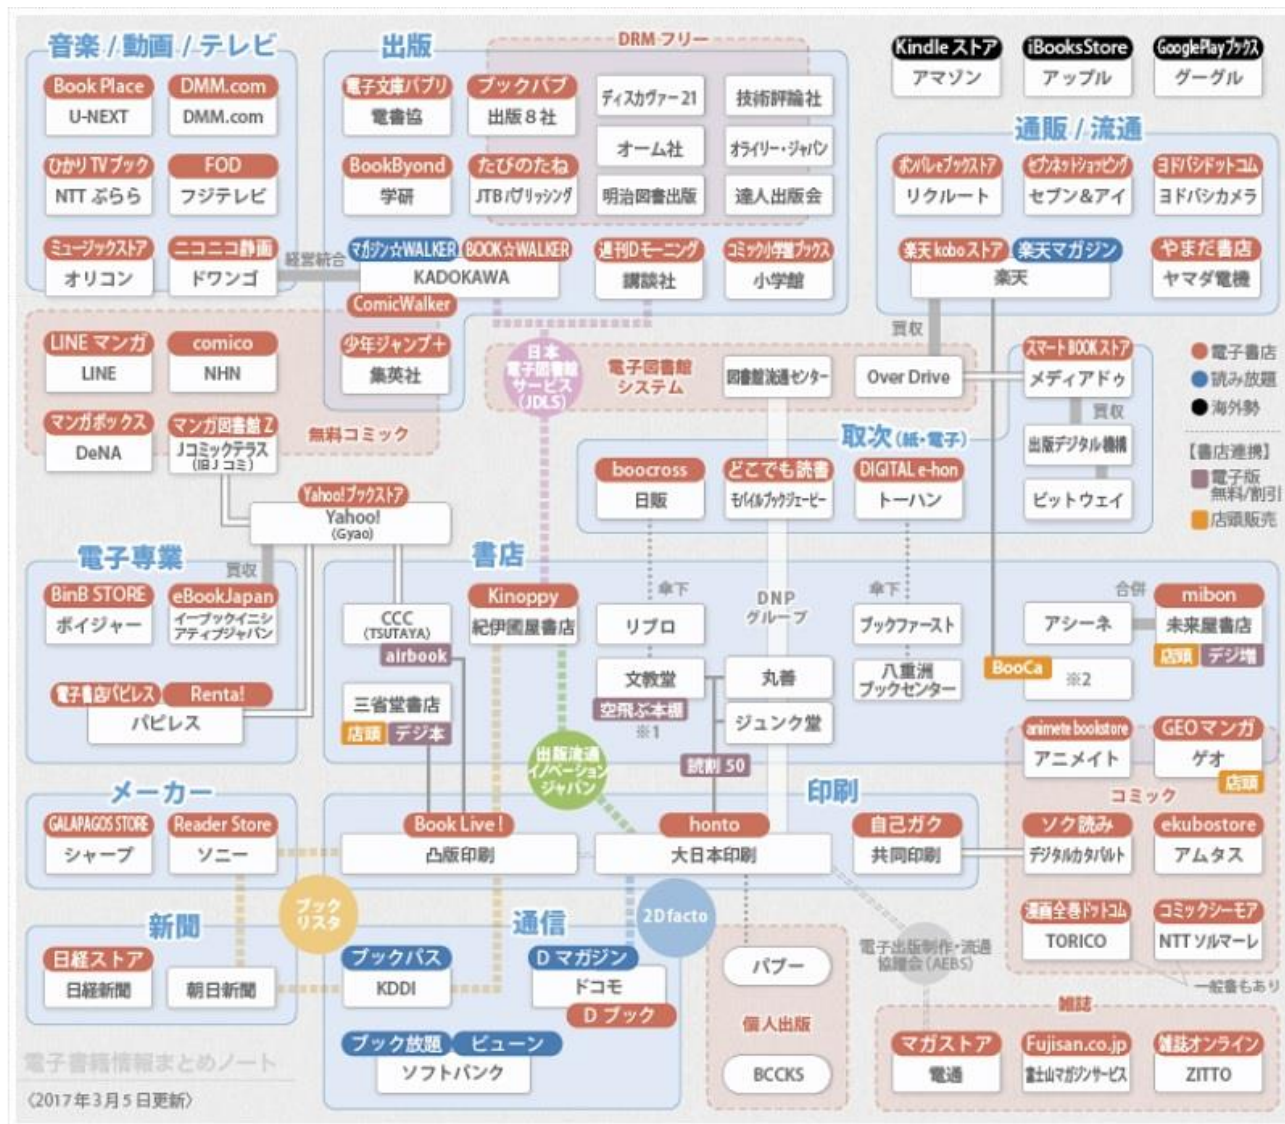 音楽 / 動画 / テレビ
Book Place
U-NEXT
DMM.com
DMM.com
ひかりTVブック
NTT ぷらら
FOD
フジテレビ
ミュージックストア
オリコン
ニコニコ静画
ドワンゴ
経営統合
出版
電子文庫パブリ
電書協
ブックパブ
出版8社
BookByond
学研
たびのたね
JTBパブリッシング
DRMフリー
ディスカヴァー21
技術評論社
オーム社
オライリー・ジャパン
明治図書出版
達人出版会
マガジン☆WALKER
BOOK☆WALKER
KADOKAWA
ComicWalker
週刊Dモーニング
講談社
コミック小学館ブックス
小学館
少年ジャンプ+
集英社
Kindleストア
アマゾン
iBooksStore
アップル
GooglePlayブックス
グーグル
通販 / 流通
ポンパレeブックストア
リクルート
セブンネットショッピング
セブン&アイ
ヨドバシドットコム
ヨドバシカメラ
楽天koboストア
楽天マガジン
楽天
やまだ書店
ヤマダ電機
買収
LINEマンガ
LINE
comico
NHN
マンガボックス
DeNA
マンガ図書館Z
Jコミックテラス
(旧Jコミ)
無料コミック
日本
電子図書館
サービス
(JDLS)
電子図書館
システム
図書館流通センター
Over Drive
スマートBOOKストア
メディアドゥ
買収
出版デジタル機構
ビットウェイ
電子書店
読み放題
海外勢
【書店連携】
電子版
無料/割引
店頭販売
取次(紙・電子)
boocross
日販
どこでも読書
モバイルブックジェーピー
DIGITAL e-hon
トーハン
Yahoo!ブックストア
Yahoo!
(Gyao)
買収
電子専業
BinB STORE
ボイジャー
eBookJapan
イーブックイニシ
アティブジャパン
電子書店パピレス
Renta!
パピレス
書店
CCC
(TSUTAYA)
airbook
Kinoppy
紀伊國屋書店
三省堂書店
店頭
デジ本
傘下
リブロ
文教堂
空飛ぶ本棚
※1
DNP
グループ
丸善
ジュンク堂
読割50
傘下
ブックファースト
八重洲
ブックセンター
アシーネ
合併
mibon
未来屋書店
店頭
デジ増
BooCa
※2
出版流通
イノベーション
ジャパン
animete bookstore
アニメイト
GEOマンガ
ゲオ
店頭
コミック
ソク読み
デジタルカタパルト
ekubostore
アムタス
漫画全巻ドットコム
TORICO
コミックシーモア
NTTソルマーレ
一般書もあり
メーカー
GALAPAGOS STORE
シャープ
Reader Store
ソニー
印刷
Book Live!
凸版印刷
honto
大日本印刷
自己ガク
共同印刷
ブック
リスタ
2Dfacto
新聞
日経ストア
日経新聞
朝日新聞
通信
ブックパス
KDDI
Dマガジン
ドコモ
Dブック
ブック放題
ビューン
ソフトバンク
パブー
個人出版
BCCKS
電子出版制作・流通
協議会(AEBS)
雑誌
マガストア
電通
Fujisan.co.jp
富士山マガジンサービス
雑誌オンライン
ZITTO
電子書籍情報まとめノート
〈2017年3月5日更新〉